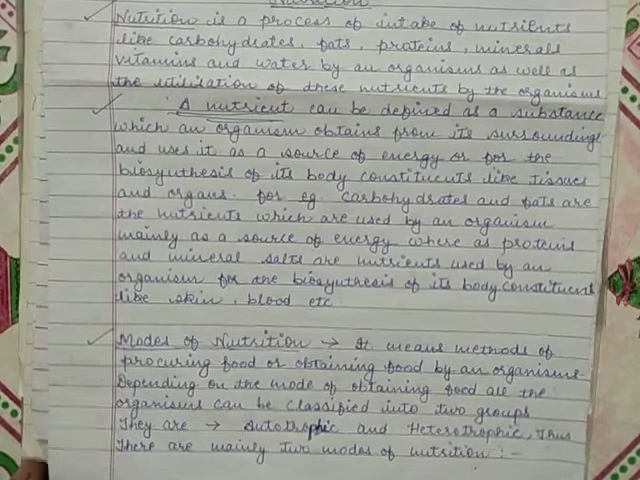 Nutrition
Nutrition is a process of intake of nutrients
like carbohydrates, fats, proteins, minerals
vitamins and water by an organisms as well as
the utilisation of these nutrients by the organisms
A nutrient can be defined as a substance
which an organism obtains from its surroundings
and uses it as a source of energy or for the
biosynthesis of its body constituents like tissues
and organs. for eg. carbohydrates and fats are
the nutrients which are used by an organism
mainly as a source of energy where as proteins
and mineral salts are nutrients used by an
organism for the biosynthesis of its body constituents
like skin, blood etc
Modes of Nutrition → It means methods of
procuring food or obtaining food by an organisms.
Depending on the mode of obtaining food all the
organisms can be classified into two groups
They are → Autotrophic and Heterotrophic, Thus
There are mainly two modes of nutrition :-